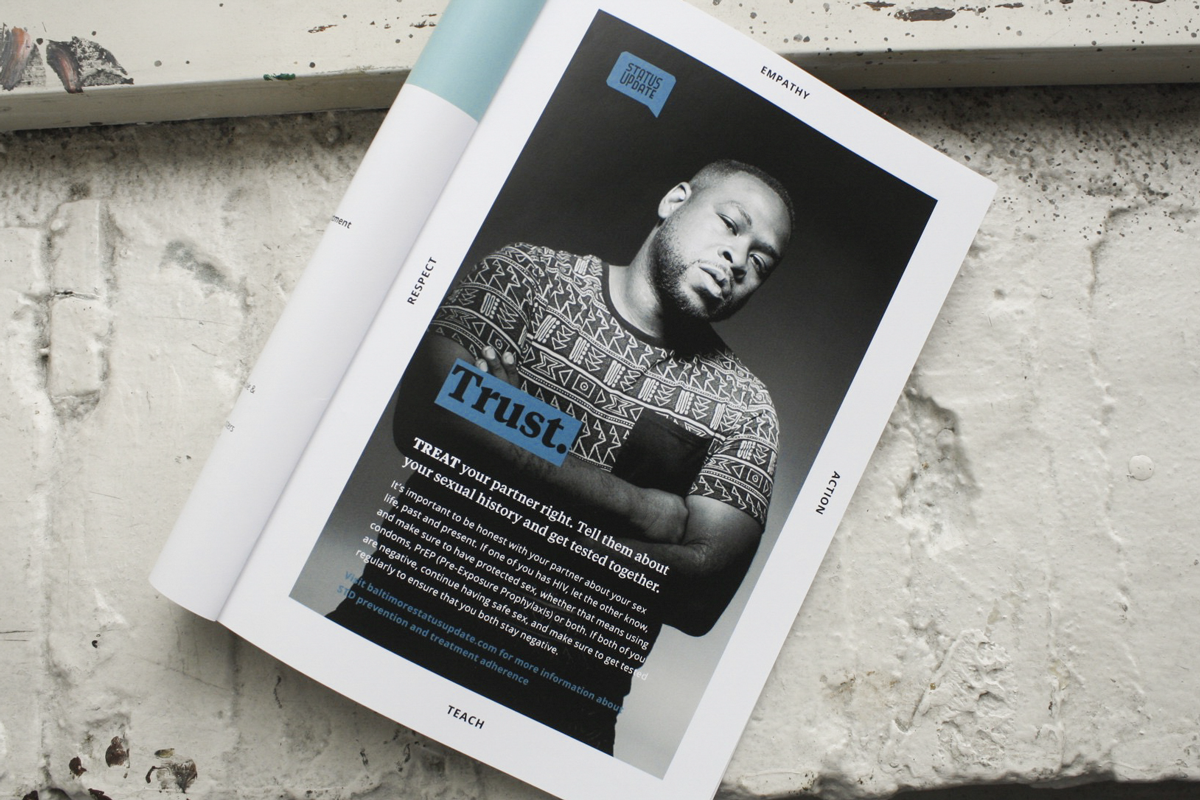 STATUS
UPDATE
EMPATHY
RESPECT
ACTION
TEACH
Trust.
TREAT your partner right. Tell them about
your sexual history and get tested together.
It's important to be honest with your partner about your sex
life, past and present. If one of you has HIV, let the other know,
and make sure to have protected sex, whether that means using
condoms, PrEP (Pre-Exposure Prophylaxis) or both. If both of you
are negative, continue having safe sex, and make sure to get tested
regularly to ensure that you both stay negative.
Visit baltimorestatusupdate.com for more information about
STD prevention and treatment adherence